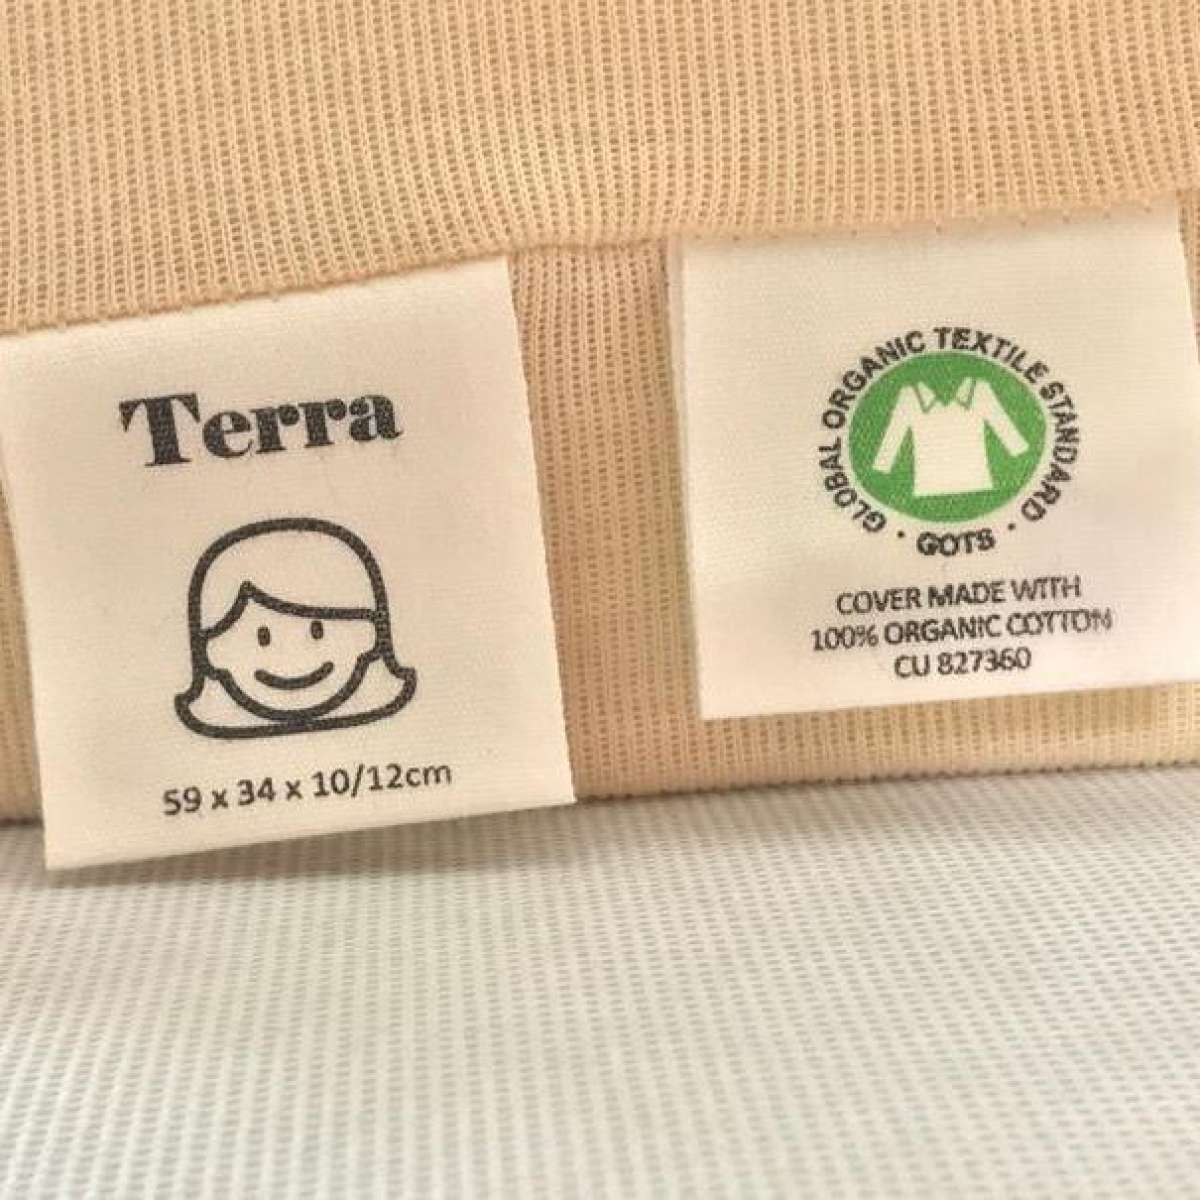 Terra
59 x 34 x 10/12cm
GLOBAL ORGANIC TEXTILE STANDARD
· GOTS ·
COVER MADE WITH
100% ORGANIC COTTON
CU 827360